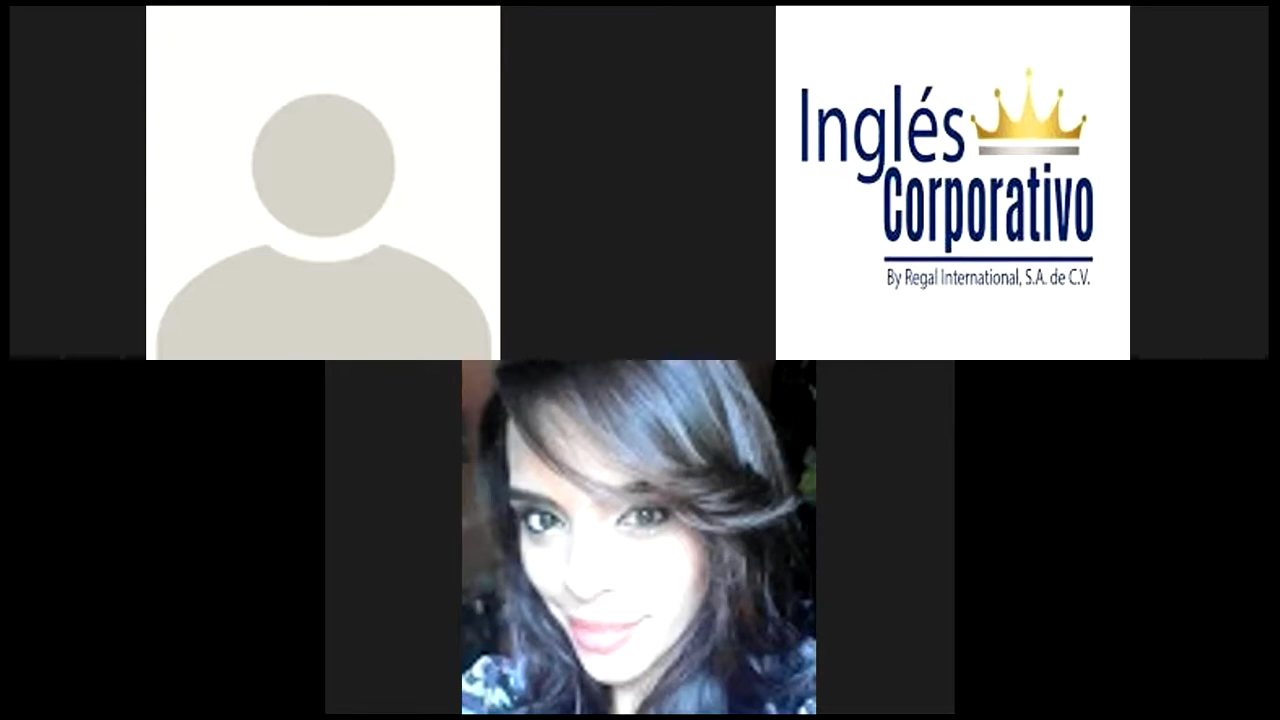 Inglés
Corporativo
By Regal International, S.A. de C.V.